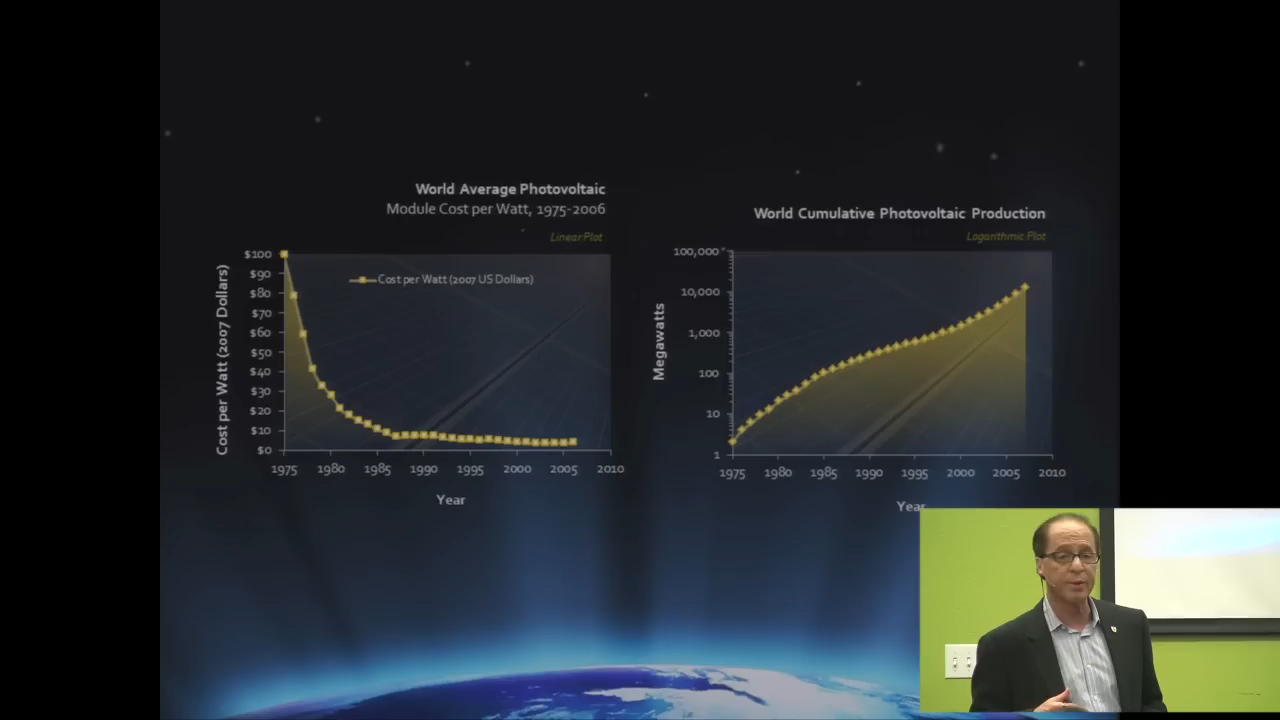 World Average Photovoltaic
Module Cost per Watt, 1975-2006
Linear Plot
Cost per Watt (2007 US Dollars)
Cost per Watt (2007 Dollars)
$100
$90
$80
$70
$60
$50
$40
$30
$20
$10
$0
1975 1980 1985 1990 1995 2000 2005 2010
Year
World Cumulative Photovoltaic Production
Logarithmic Plot
Megawatts
100,000
10,000
1,000
100
10
1
1975 1980 1985 1990 1995 2000 2005 2010
Year